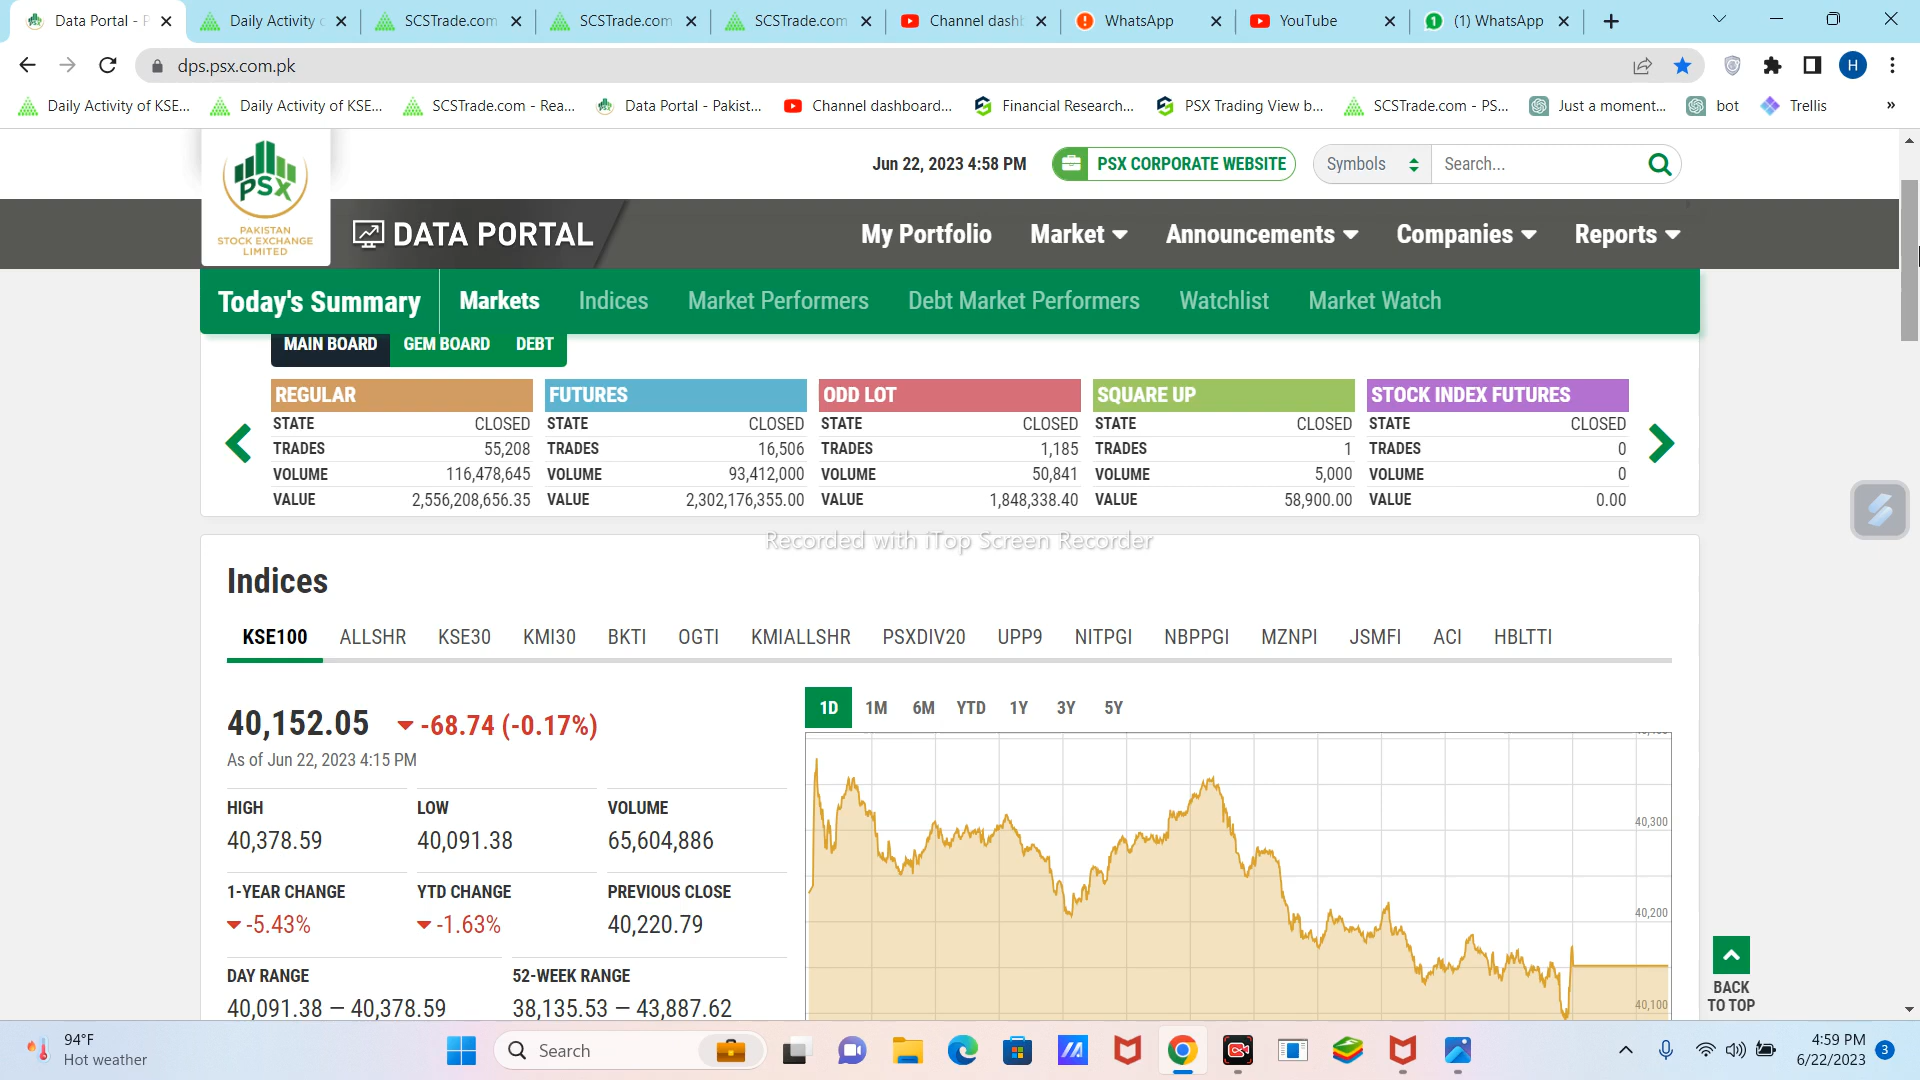 Data Portal - P
Daily Activity o
SCSTrade.com
SCSTrade.com
SCSTrade.com
Channel dashb
WhatsApp
YouTube
(1) WhatsApp
dps.psx.com.pk
H
Daily Activity of KSE...
Daily Activity of KSE...
SCSTrade.com - Rea...
Data Portal - Pakist...
Channel dashboard...
Financial Research...
PSX Trading View b...
SCSTrade.com - PS...
Just a moment...
bot
Trellis
»
PSX
PAKISTAN
STOCK EXCHANGE
LIMITED
Jun 22, 2023 4:58 PM
PSX CORPORATE WEBSITE
Symbols
Search...
DATA PORTAL
My Portfolio
Market
Announcements
Companies
Reports
Today's Summary
Markets
Indices
Market Performers
Debt Market Performers
Watchlist
Market Watch
MAIN BOARD
GEM BOARD
DEBT
REGULAR
STATE CLOSED
TRADES 55,208
VOLUME 116,478,645
VALUE 2,556,208,656.35
FUTURES
STATE CLOSED
TRADES 16,506
VOLUME 93,412,000
VALUE 2,302,176,355.00
ODD LOT
STATE CLOSED
TRADES 1,185
VOLUME 50,841
VALUE 1,848,338.40
SQUARE UP
STATE CLOSED
TRADES 1
VOLUME 5,000
VALUE 58,900.00
STOCK INDEX FUTURES
STATE CLOSED
TRADES 0
VOLUME 0
VALUE 0.00
Recorded with iTop Screen Recorder
Indices
KSE100 ALLSHR KSE30 KMI30 BKTI OGTI KMIALLSHR PSXDIV20 UPP9 NITPGI NBPPGI MZNPI JSMFI ACI HBLTTI
40,152.05 -68.74 (-0.17%)
As of Jun 22, 2023 4:15 PM
HIGH
40,378.59
LOW
40,091.38
VOLUME
65,604,886
1-YEAR CHANGE
-5.43%
YTD CHANGE
-1.63%
PREVIOUS CLOSE
40,220.79
DAY RANGE
40,091.38 — 40,378.59
52-WEEK RANGE
38,135.53 — 43,887.62
1D 1M 6M YTD 1Y 3Y 5Y
40,300
40,200
40,100
BACK
TO TOP
94°F
Hot weather
Search
4:59 PM
6/22/2023
3